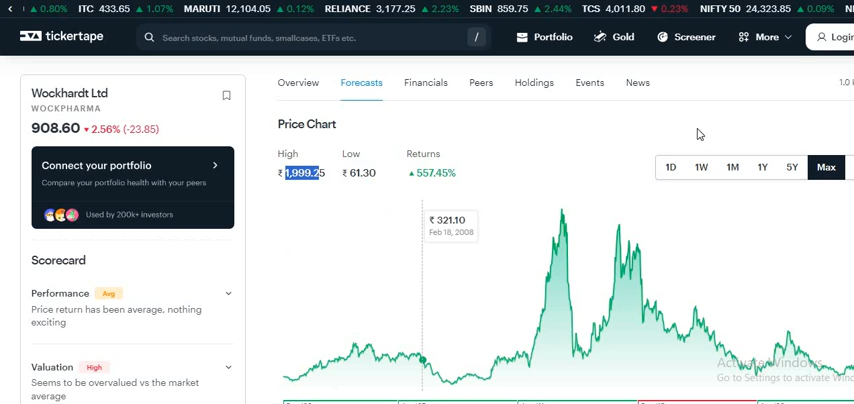 0.80% ITC 433.65 1.07% MARUTI 12,104.05 0.12% RELIANCE 3,177.25 2.23% SBIN 859.75 2.44% TCS 4,011.80 0.23% NIFTY 50 24,323.85 0.09%
tickertape
Search stocks, mutual funds, smallcases, ETFs etc. /
Portfolio Gold Screener More Login
Wockhardt Ltd
WOCKPHARMA
908.60 2.56% (-23.85)
Connect your portfolio
Compare your portfolio health with your peers
Used by 200k+ investors
Scorecard
Performance Avg
Price return has been average, nothing
exciting
Valuation High
Seems to be overvalued vs the market
average
Overview Forecasts Financials Peers Holdings Events News
Price Chart
High Low Returns
₹ 1,999.25 ₹ 61.30 557.45%
1D 1W 1M 1Y 5Y Max
₹ 321.10
Feb 18, 2008
Activate Windows
Go to Settings to activate